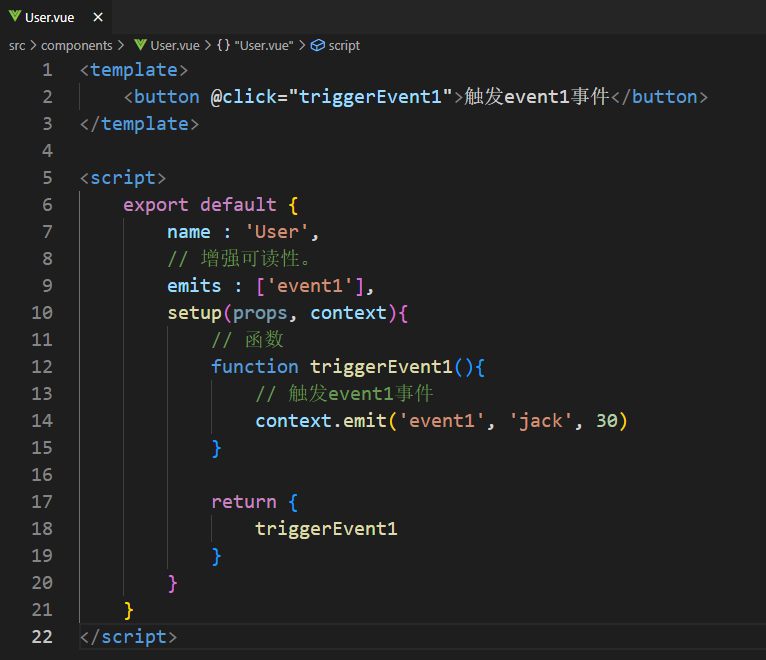 User.vue ×
src > components > User.vue > {} "User.vue" > script
1 <template>
2     <button @click="triggerEvent1">触发event1事件</button>
3 </template>
4
5 <script>
6     export default {
7         name : 'User',
8         // 增强可读性。
9         emits : ['event1'],
10         setup(props, context){
11             // 函数
12             function triggerEvent1(){
13                 // 触发event1事件
14                 context.emit('event1', 'jack', 30)
15             }
16
17             return {
18                 triggerEvent1
19             }
20         }
21     }
22 </script>